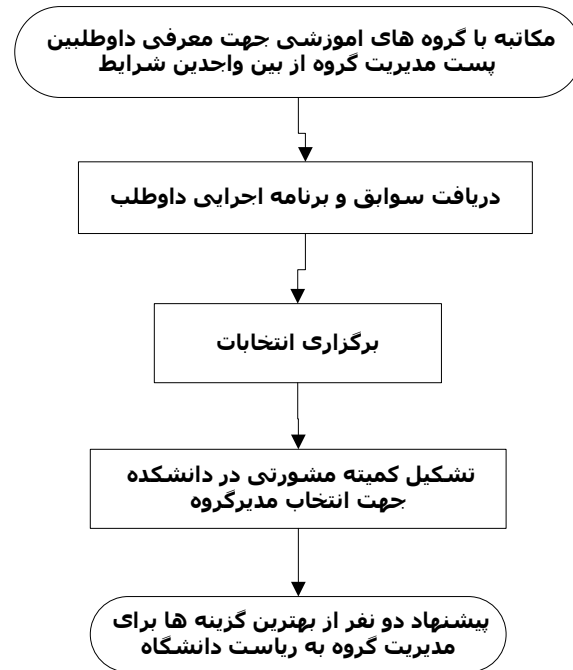 مکاتبه با گروه های اموزشی جهت معرفی داوطلبین
پست مدیریت گروه از بین واجدین شرایط
دریافت سوابق و برنامه اجرایی داوطلب
برگزاری انتخابات
تشکیل کمیته مشورتی در دانشکده
جهت انتخاب مدیرگروه
پیشنهاد دو نفر از بهترین گزینه ها برای
مدیریت گروه به ریاست دانشگاه